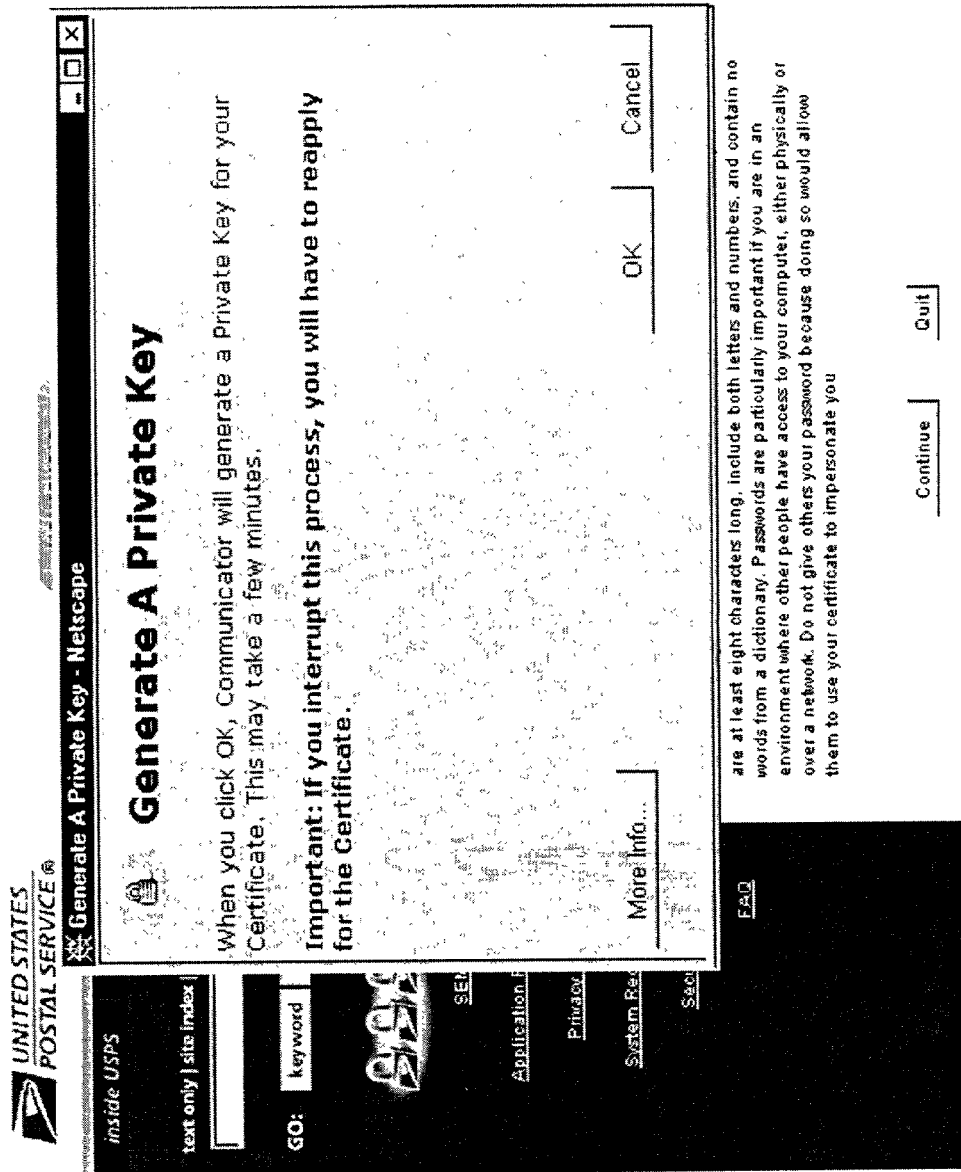 UNITED STATES
POSTAL SERVICE ®
Generate A Private Key - Netscape
inside USPS
text only | site index |
GO: keyword
Application
Privacy
System Re
Secu
FAQ
Generate A Private Key
When you click OK, Communicator will generate a Private Key for your
Certificate. This may take a few minutes.
Important: If you interrupt this process, you will have to reapply
for the Certificate.
More Info...
OK
Cancel
are at least eight characters long, include both letters and numbers, and contain no
words from a dictionary. Passwords are particularly important if you are in an
environment where other people have access to your computer, either physically or
over a network. Do not give others your password because doing so would allow
them to use your certificate to impersonate you
Continue
Quit